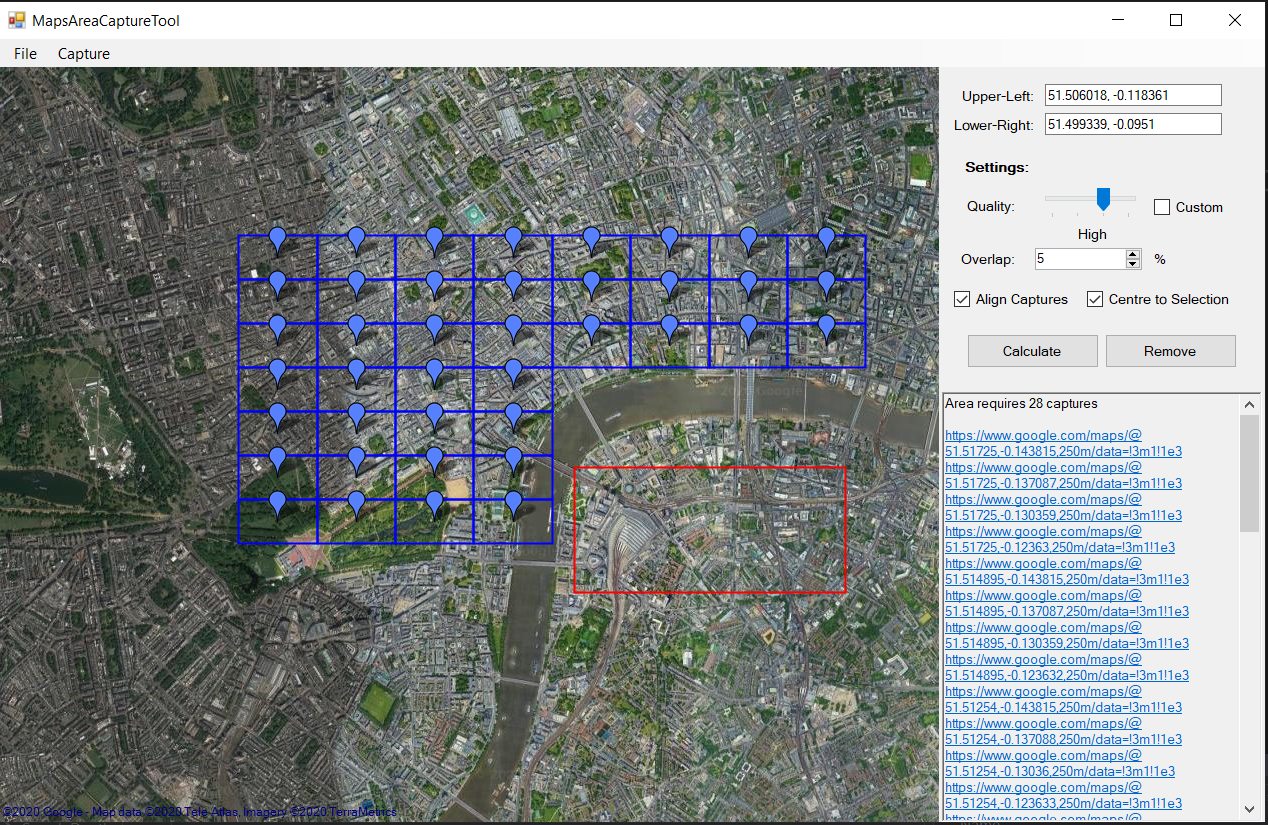 MapsAreaCaptureTool
File Capture
Upper-Left: 51.506018, -0.118361
Lower-Right: 51.499339, -0.0951
Settings:
Quality: Custom
High
Overlap: 5 %
Align Captures Centre to Selection
Calculate Remove
Area requires 28 captures
https://www.google.com/maps/@
51.51725,-0.143815,250m/data=!3m1!1e3
https://www.google.com/maps/@
51.51725,-0.137087,250m/data=!3m1!1e3
https://www.google.com/maps/@
51.51725,-0.130359,250m/data=!3m1!1e3
https://www.google.com/maps/@
51.51725,-0.12363,250m/data=!3m1!1e3
https://www.google.com/maps/@
51.514895,-0.143815,250m/data=!3m1!1e3
https://www.google.com/maps/@
51.514895,-0.137087,250m/data=!3m1!1e3
https://www.google.com/maps/@
51.514895,-0.130359,250m/data=!3m1!1e3
https://www.google.com/maps/@
51.514895,-0.123632,250m/data=!3m1!1e3
https://www.google.com/maps/@
51.51254,-0.143815,250m/data=!3m1!1e3
https://www.google.com/maps/@
51.51254,-0.137088,250m/data=!3m1!1e3
https://www.google.com/maps/@
51.51254,-0.13036,250m/data=!3m1!1e3
https://www.google.com/maps/@
51.51254,-0.123633,250m/data=!3m1!1e3
https://www.google.com/maps/@
©2020 Google - Map data ©2020 Tele Atlas, Imagery ©2020 TerraMetrics